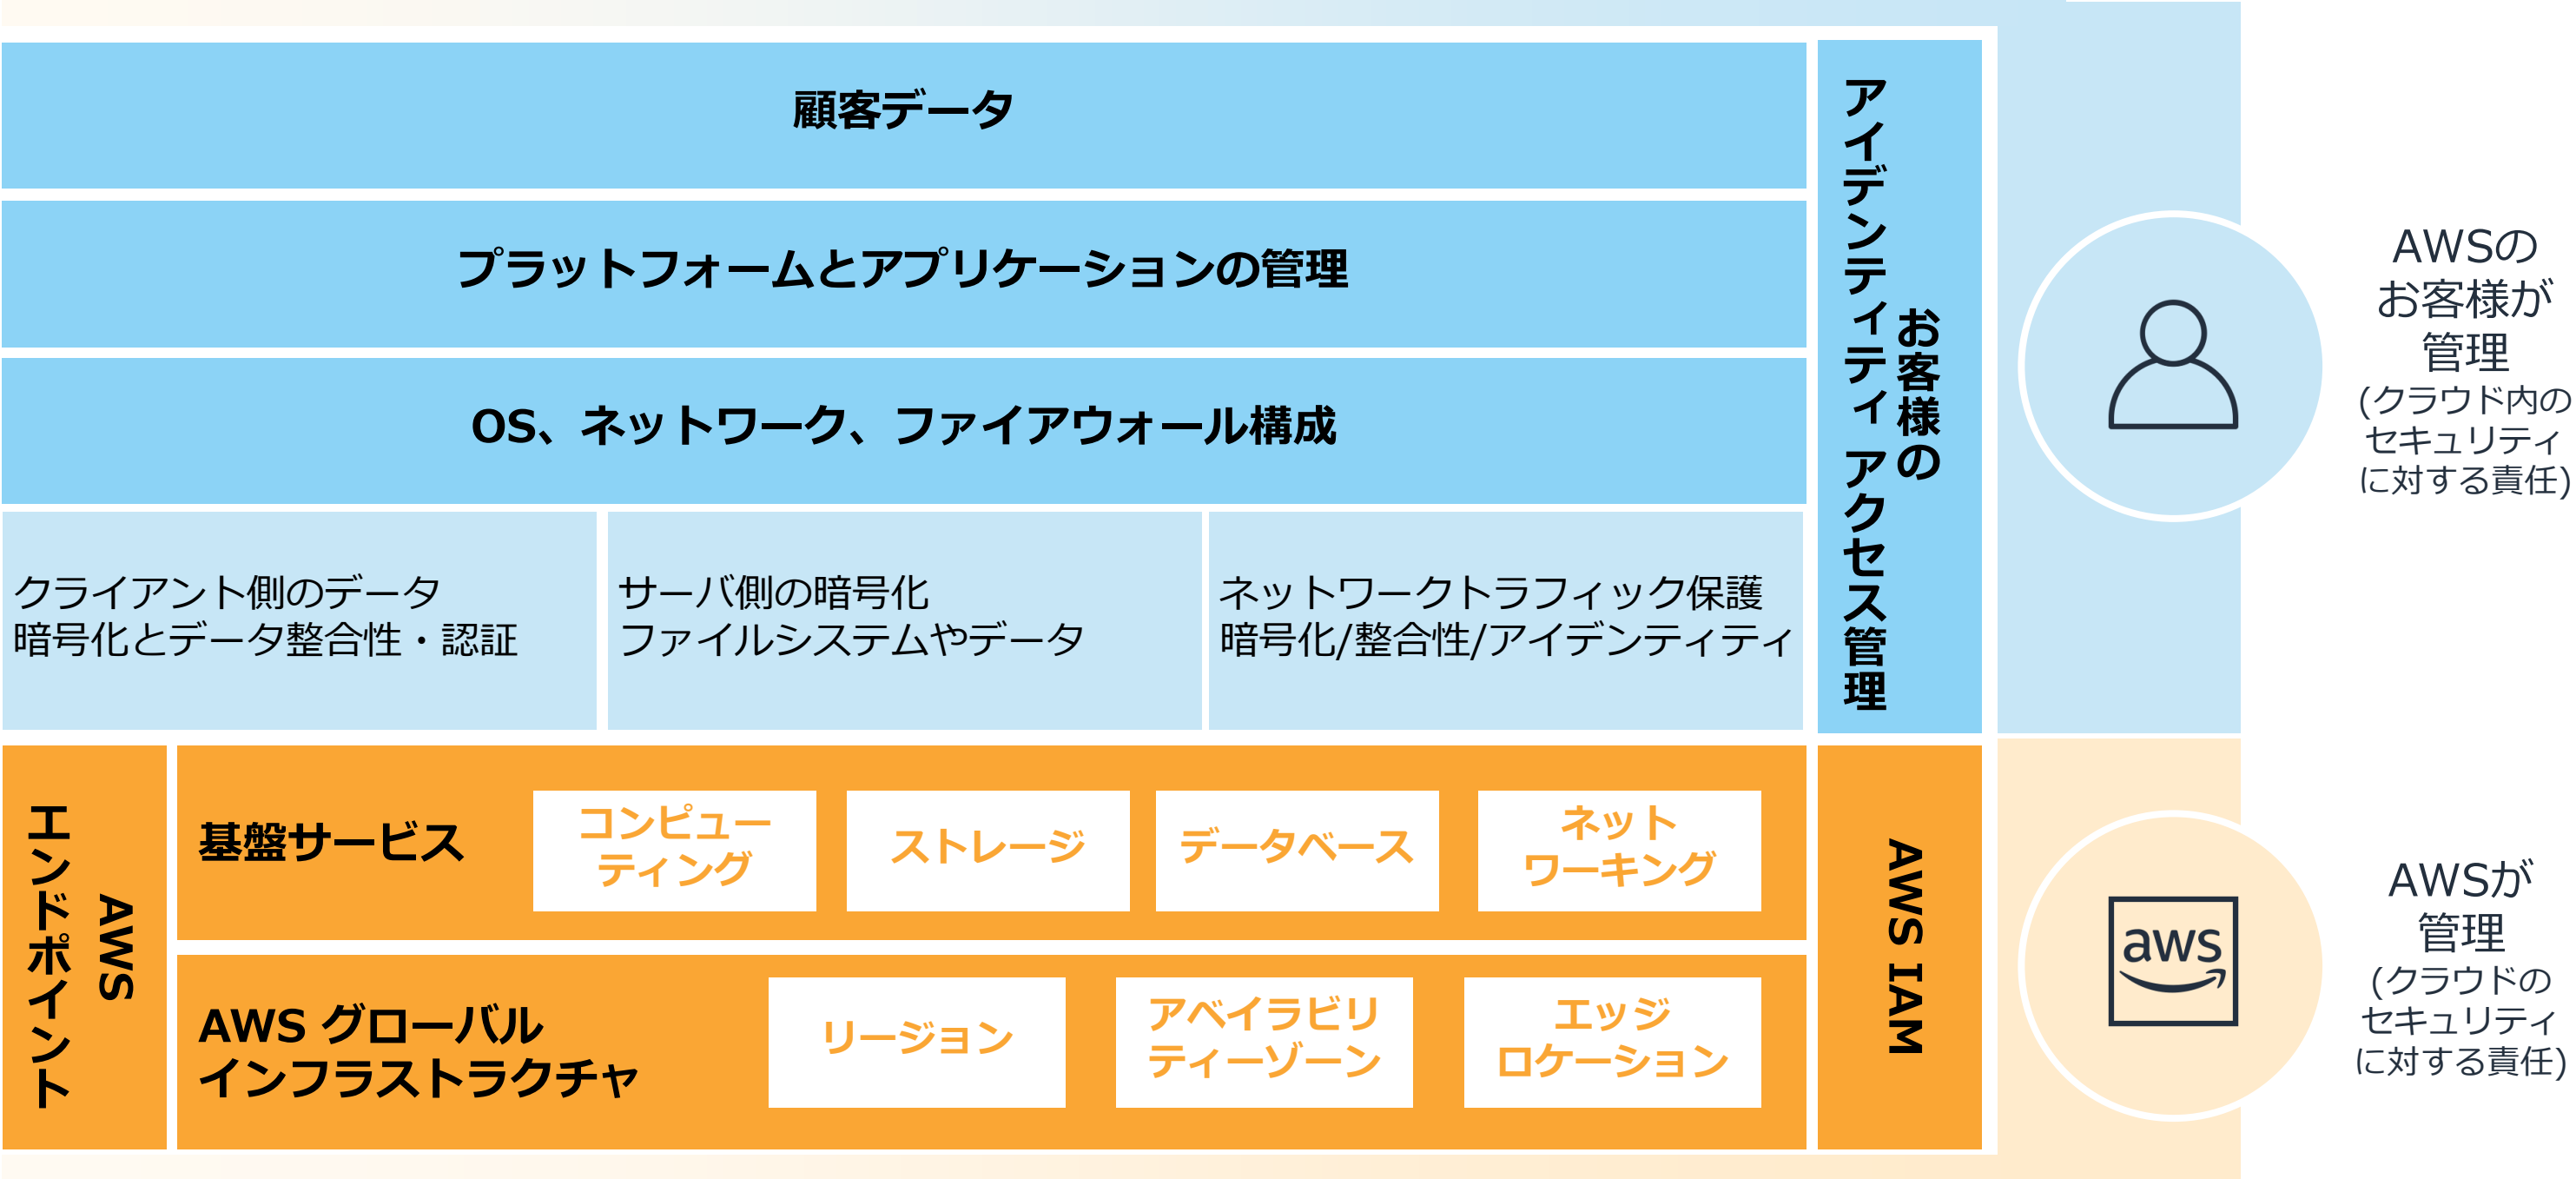 顧客データ
プラットフォームとアプリケーションの管理
OS、ネットワーク、ファイアウォール構成
クライアント側のデータ
暗号化とデータ整合性・認証
サーバ側の暗号化
ファイルシステムやデータ
ネットワークトラフィック保護
暗号化/整合性/アイデンティティ
お客様の
アイデンティティ アクセス管理
AWSの
お客様が
管理
(クラウド内の
セキュリティ
に対する責任)
AWS
エンドポイント
基盤サービス
コンピュー
ティング
ストレージ
データベース
ネット
ワーキング
AWS グローバル
インフラストラクチャ
リージョン
アベイラビリ
ティーゾーン
エッジ
ロケーション
AWS IAM
aws
AWSが
管理
(クラウドの
セキュリティ
に対する責任)